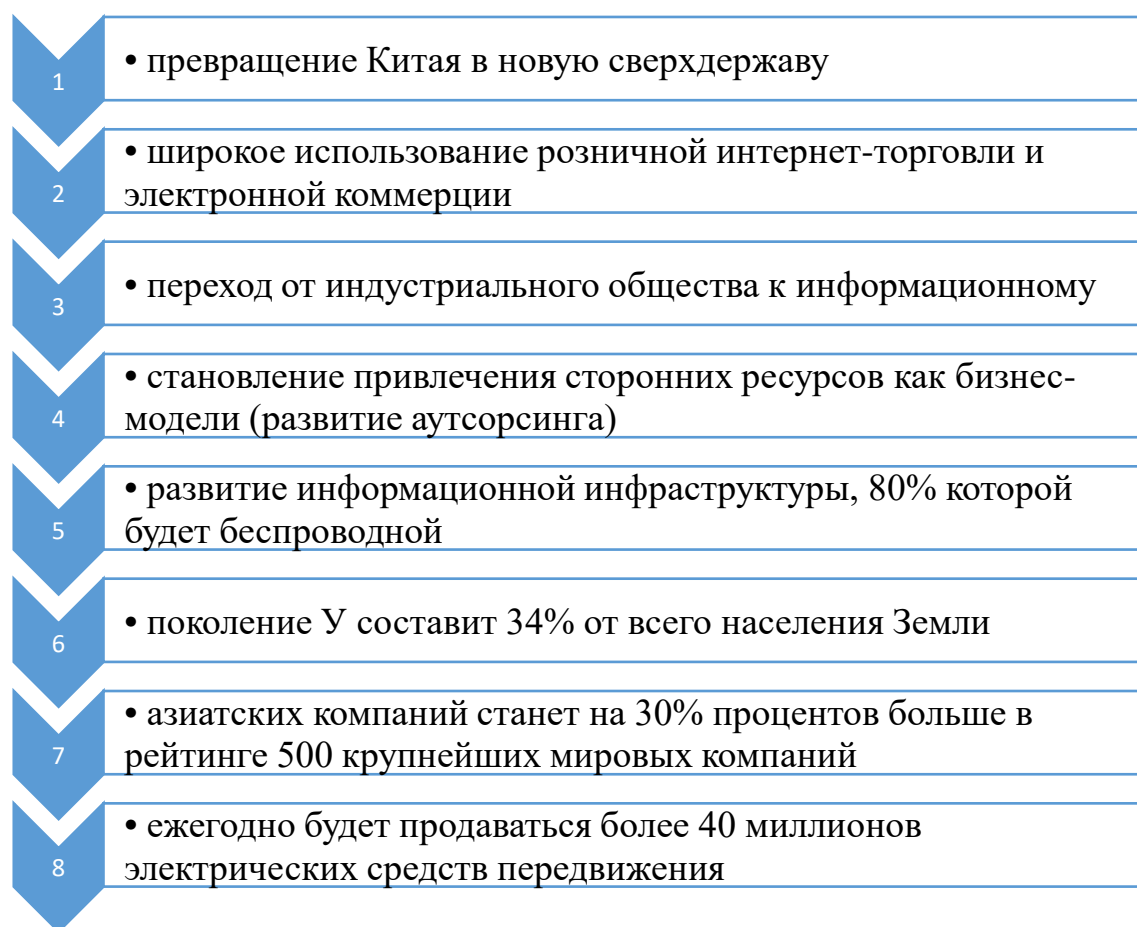 1
• превращение Китая в новую сверхдержаву
2
• широкое использование розничной интернет-торговли и
электронной коммерции
3
• переход от индустриального общества к информационному
4
• становление привлечения сторонних ресурсов как бизнес-
модели (развитие аутсорсинга)
5
• развитие информационной инфраструктуры, 80% которой
будет беспроводной
6
• поколение У составит 34% от всего населения Земли
7
• азиатских компаний станет на 30% процентов больше в
рейтинге 500 крупнейших мировых компаний
8
• ежегодно будет продаваться более 40 миллионов
электрических средств передвижения